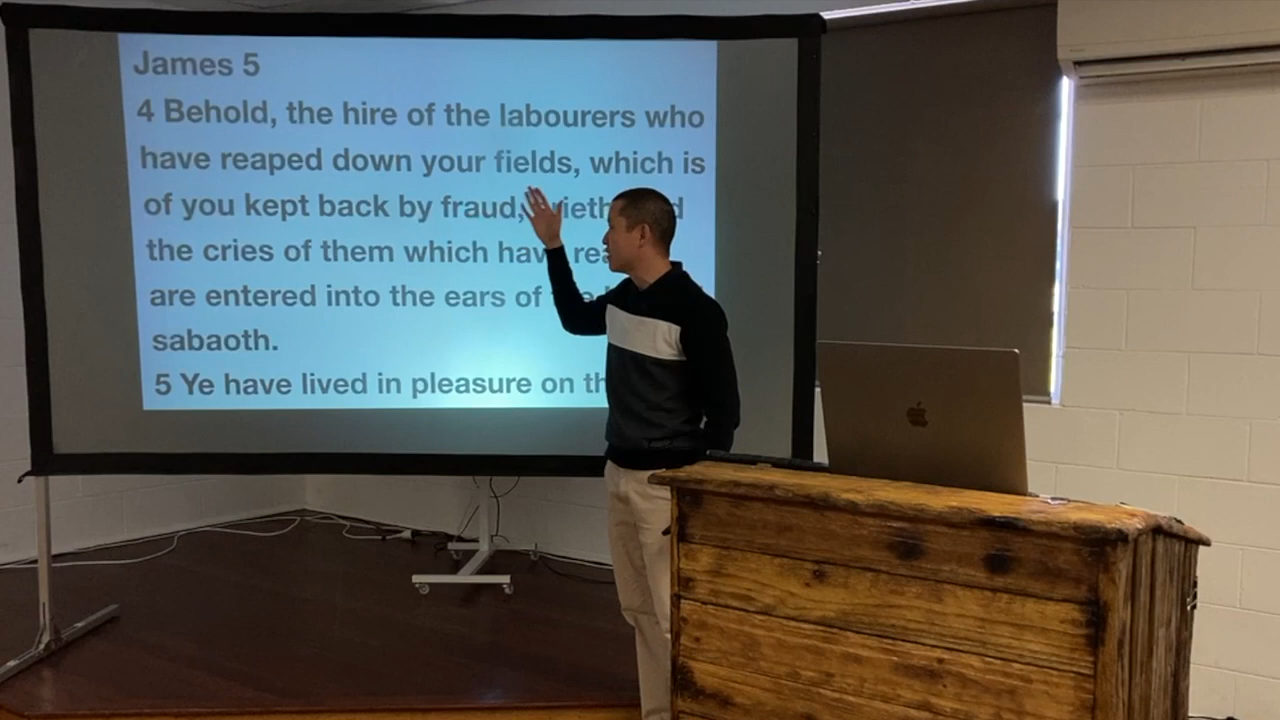 James 5
4 Behold, the hire of the labourers who
have reaped down your fields, which is
of you kept back by fraud,
the cries of them which have
are entered into the ears of
sabaoth.
5 Ye have lived in pleasure on